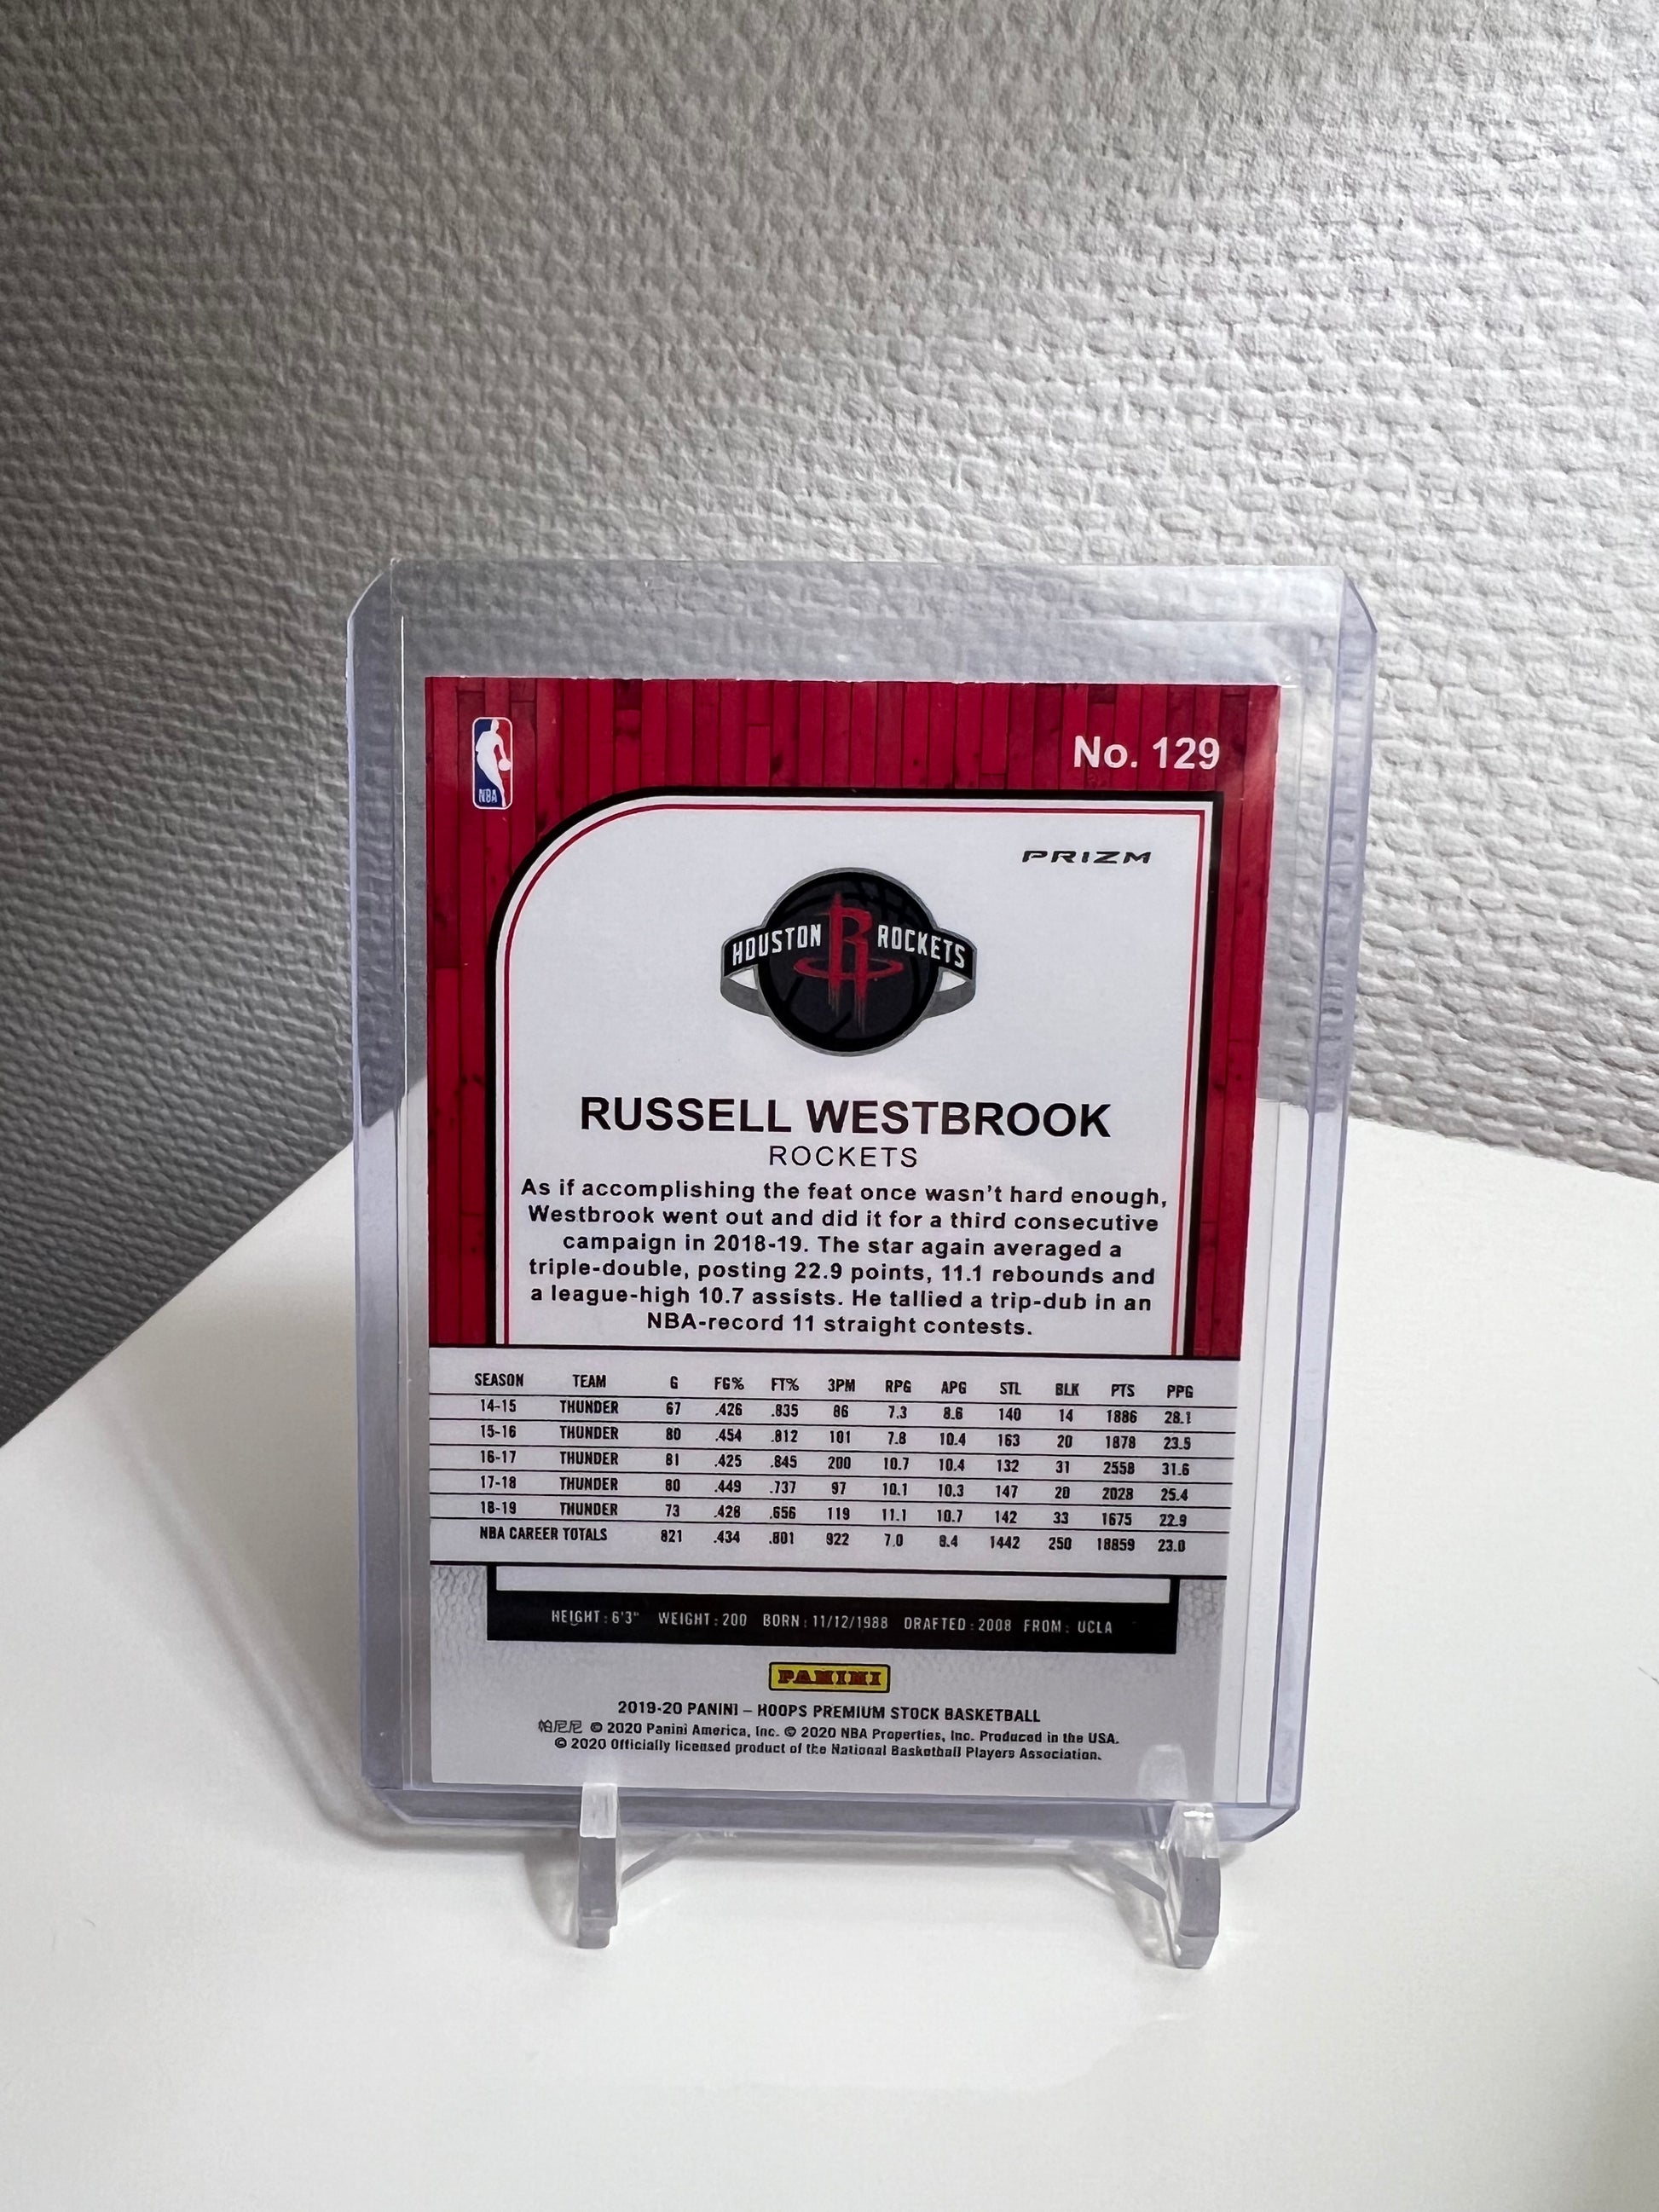 NBA
No. 129
PRIZM
HOUSTON R ROCKETS
RUSSELL WESTBROOK
ROCKETS
As if accomplishing the feat once wasn't hard enough,
Westbrook went out and did it for a third consecutive
campaign in 2018-19. The star again averaged a
triple-double, posting 22.9 points, 11.1 rebounds and
a league-high 10.7 assists. He tallied a trip-dub in an
NBA-record 11 straight contests.
SEASON TEAM G FG% FT% 3PM RPG APG STL BLK PTS PPG
14-15 THUNDER 67 .426 .835 86 7.3 8.6 140 14 1886 28.1
15-16 THUNDER 80 .454 .812 101 7.8 10.4 163 20 1878 23.5
16-17 THUNDER 81 .425 .845 200 10.7 10.4 132 31 2558 31.6
17-18 THUNDER 80 .449 .737 97 10.1 10.3 147 20 2028 25.4
18-19 THUNDER 73 .428 .656 119 11.1 10.7 142 33 1675 22.9
NBA CAREER TOTALS 821 .434 .801 922 7.0 8.4 1442 250 18859 23.0
HEIGHT: 6'3" WEIGHT: 200 BORN: 11/12/1988 DRAFTED: 2008 FROM: UCLA
PANINI
2019-20 PANINI – HOOPS PREMIUM STOCK BASKETBALL
帕尼尼 © 2020 Panini America, Inc. © 2020 NBA Properties, Inc. Produced in the USA.
© 2020 Officially licensed product of the National Basketball Players Association.